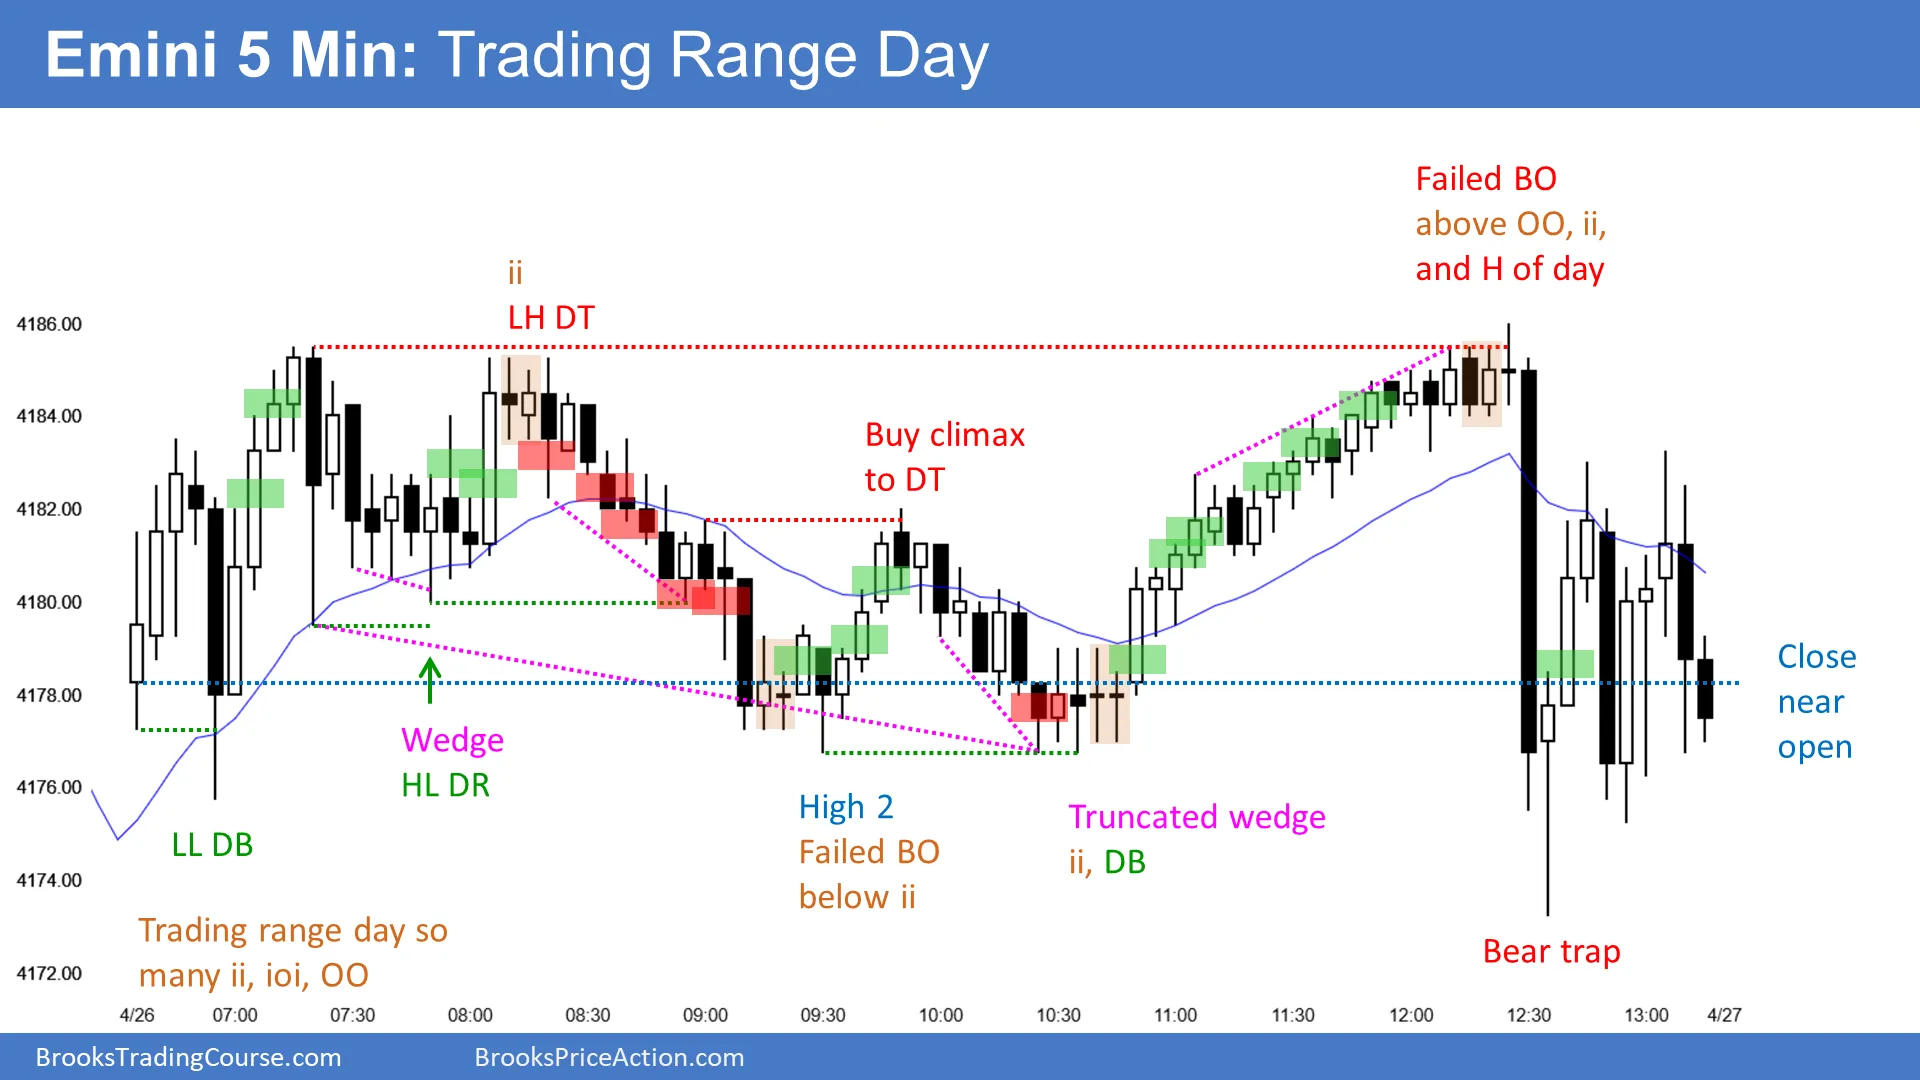 Emini 5 Min: Trading Range Day
Failed BO
above OO, ii,
and H of day
ii
LH DT
4186.00
4184.00
4182.00
4180.00
4178.00
4176.00
4174.00
4172.00
Buy climax
to DT
Close
near
open
Wedge
HL DR
LL DB
High 2
Failed BO
below ii
Truncated wedge
ii, DB
Trading range day so
many ii, ioi, OO
Bear trap
4/26 07:00 07:30 08:00 08:30 09:00 09:30 10:00 10:30 11:00 11:30 12:00 12:30 13:00 4/27
BrooksTradingCourse.com BrooksPriceAction.com